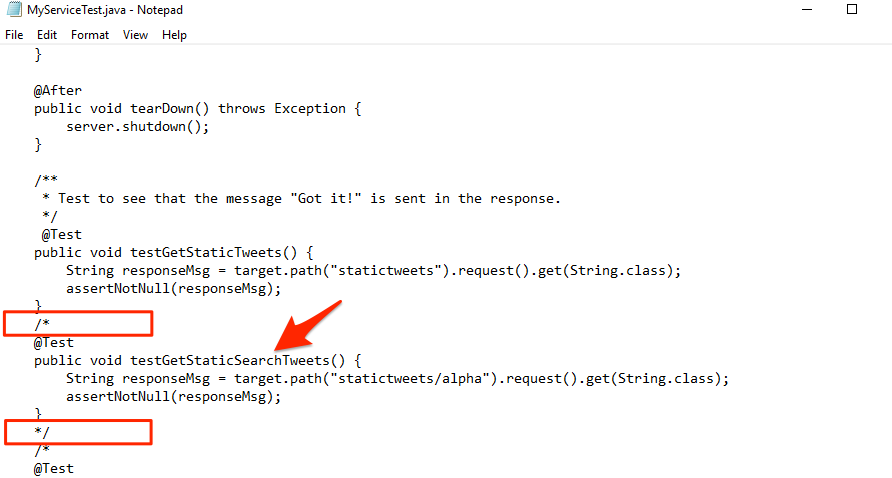 MyServiceTest.java - Notepad
File Edit Format View Help
}
@After
public void tearDown() throws Exception {
server.shutdown();
}
/**
* Test to see that the message "Got it!" is sent in the response.
*/
@Test
public void testGetStaticTweets() {
String responseMsg = target.path("statictweets").request().get(String.class);
assertNotNull(responseMsg);
}
/*
@Test
public void testGetStaticSearchTweets() {
String responseMsg = target.path("statictweets/alpha").request().get(String.class);
assertNotNull(responseMsg);
}
*/
/*
@Test